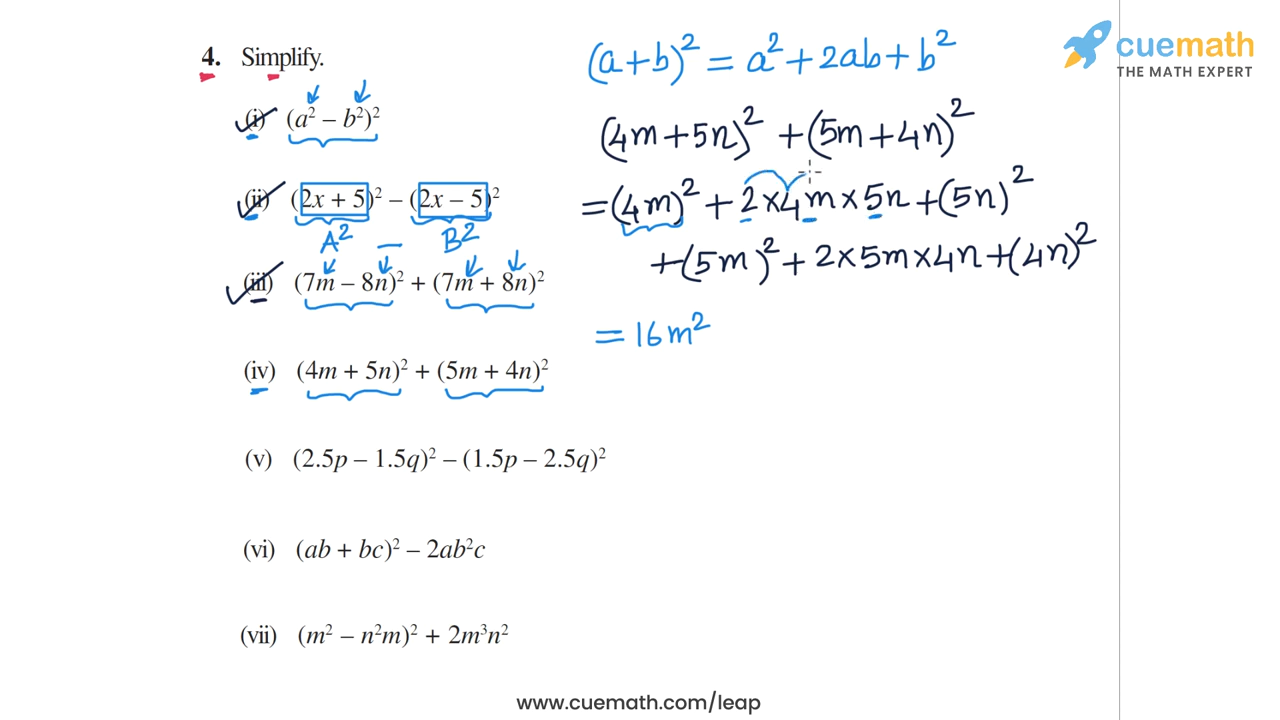 4. Simplify.
(i) (a² – b²)²
(ii) (2x + 5)² – (2x – 5)²
A² – B²
(iii) (7m – 8n)² + (7m + 8n)²
(iv) (4m + 5n)² + (5m + 4n)²
(v) (2.5p – 1.5q)² – (1.5p – 2.5q)²
(vi) (ab + bc)² – 2ab²c
(vii) (m² – n²m)² + 2m³n²
(a+b)² = a² + 2ab + b²
(4m + 5n)² + (5m + 4n)²
= (4m)² + 2 × 4m × 5n + (5n)²
+ (5m)² + 2 × 5m × 4n + (4n)²
= 16m²
cuemath
THE MATH EXPERT
www.cuemath.com/leap